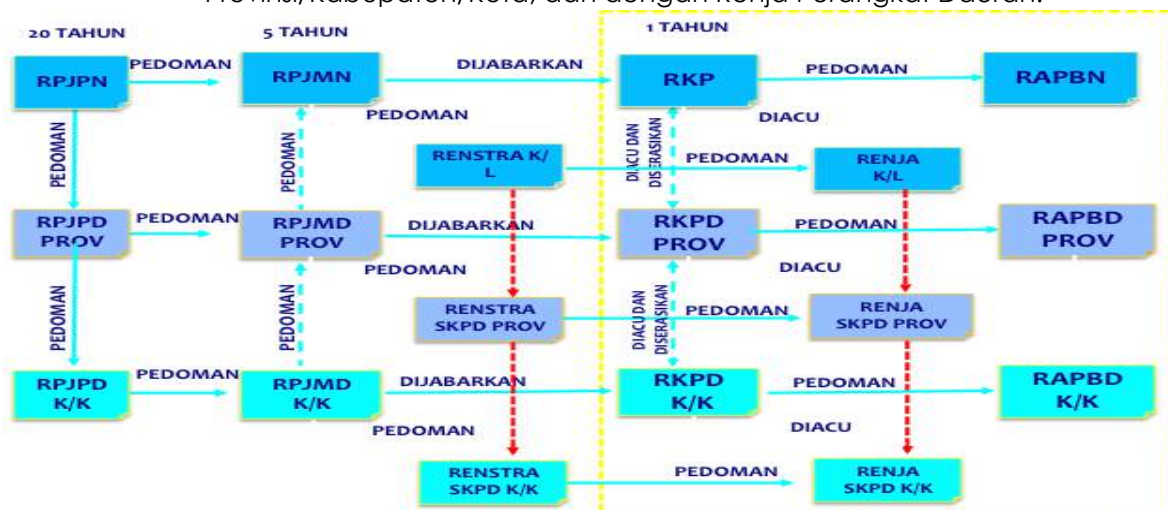 Provinsi/Kabupaten/Kota, dan dengan Renja Perangkat Daerah.
20 TAHUN
5 TAHUN
1 TAHUN
RPJPN
PEDOMAN
RPJMN
DIJABARKAN
RKP
PEDOMAN
RAPBN
PEDOMAN
DIACU
PEDOMAN
PEDOMAN
DIACU DAN
DISERASIKAN
RENSTRA K/
L
PEDOMAN
RENJA
K/L
RPJPD
PROV
PEDOMAN
RPJMD
PROV
DIJABARKAN
RKPD
PROV
PEDOMAN
RAPBD
PROV
PEDOMAN
DIACU
PEDOMAN
PEDOMAN
DIACU DAN
DISERASIKAN
RENSTRA
SKPD PROV
PEDOMAN
RENJA
SKPD PROV
RPJPD
K/K
PEDOMAN
RPJMD
K/K
DIJABARKAN
RKPD
K/K
PEDOMAN
RAPBD
K/K
PEDOMAN
DIACU
RENSTRA
SKPD K/K
PEDOMAN
RENJA
SKPD K/K